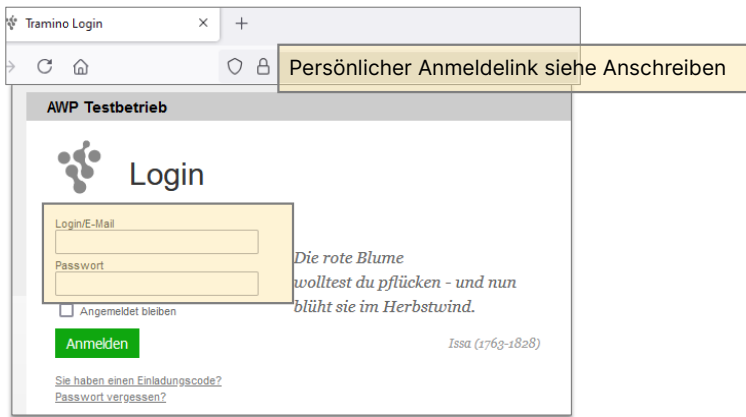 Tramino Login
Persönlicher Anmeldelink siehe Anschreiben
AWP Testbetrieb
Login
Login/E-Mail
Passwort
Die rote Blume
wolltest du pflücken - und nun
blüht sie im Herbstwind.
Angemeldet bleiben
Anmelden
Issa (1763-1828)
Sie haben einen Einladungscode?
Passwort vergessen?